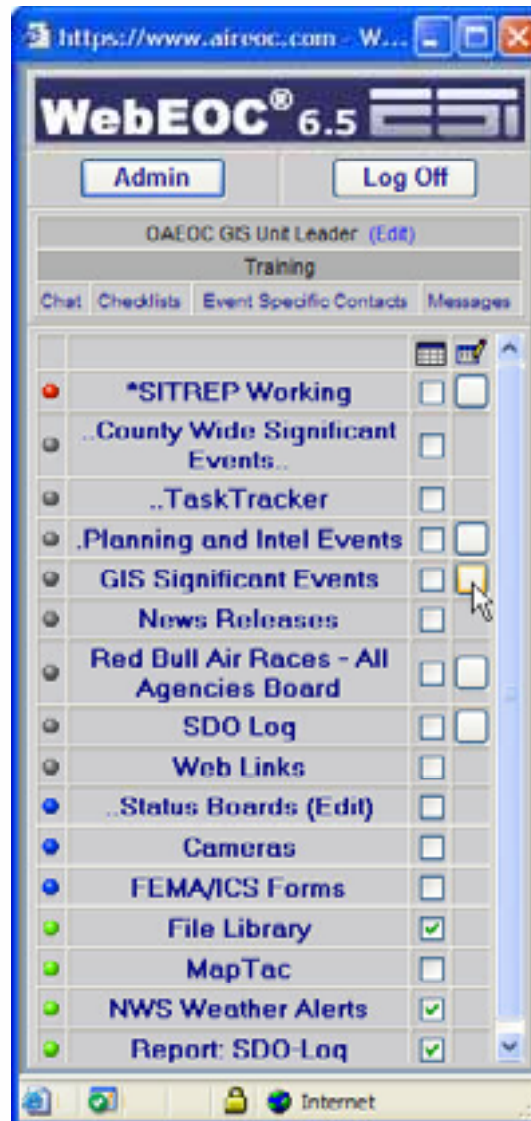 https://www.aireoc.com - W...
WebEOC® 6.5 ESi
Admin Log Off
OAEOC GIS Unit Leader (Edit)
Training
Chat Checklists Event Specific Contacts Messages
*SITREP Working
..County Wide Significant
Events..
..TaskTracker
.Planning and Intel Events
GIS Significant Events
News Releases
Red Bull Air Races - All
Agencies Board
SDO Log
Web Links
..Status Boards (Edit)
Cameras
FEMA/ICS Forms
File Library
MapTac
NWS Weather Alerts
Report: SDO-Log
Internet